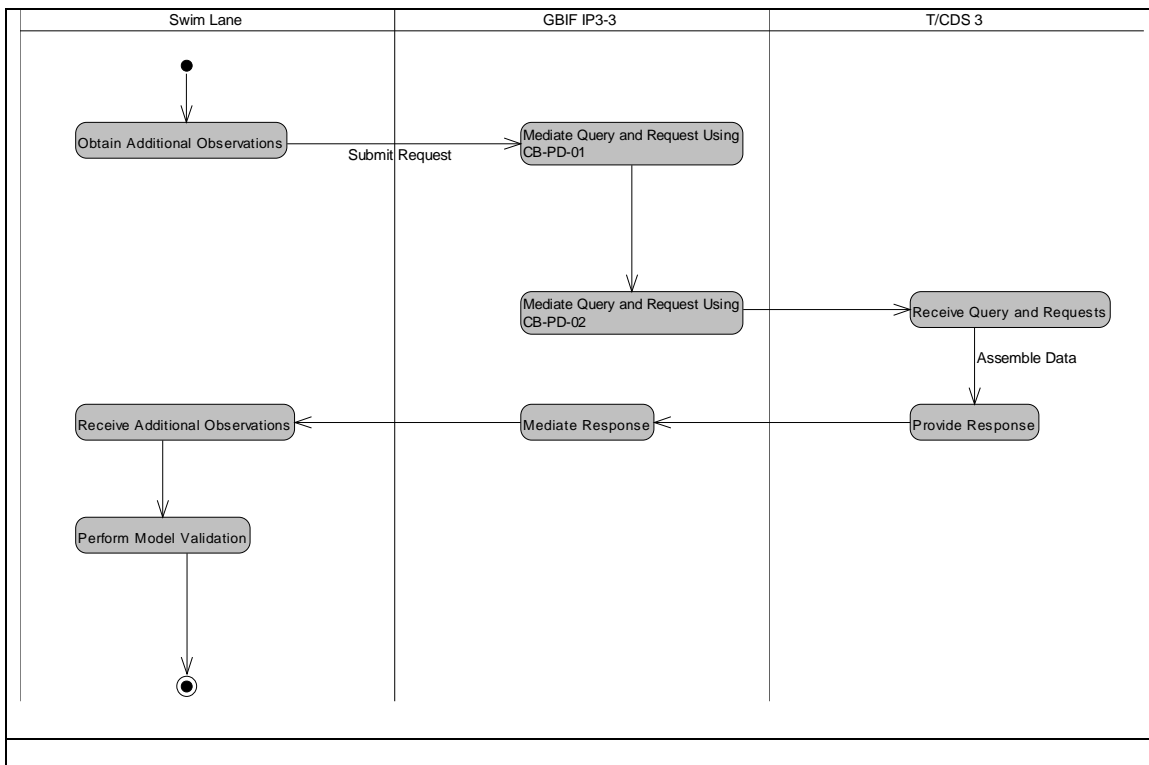 Swim Lane
GBIF IP3-3
T/CDS 3
Obtain Additional Observations
Submit Request
Mediate Query and Request Using
CB-PD-01
Mediate Query and Request Using
CB-PD-02
Receive Query and Requests
Assemble Data
Receive Additional Observations
Mediate Response
Provide Response
Perform Model Validation